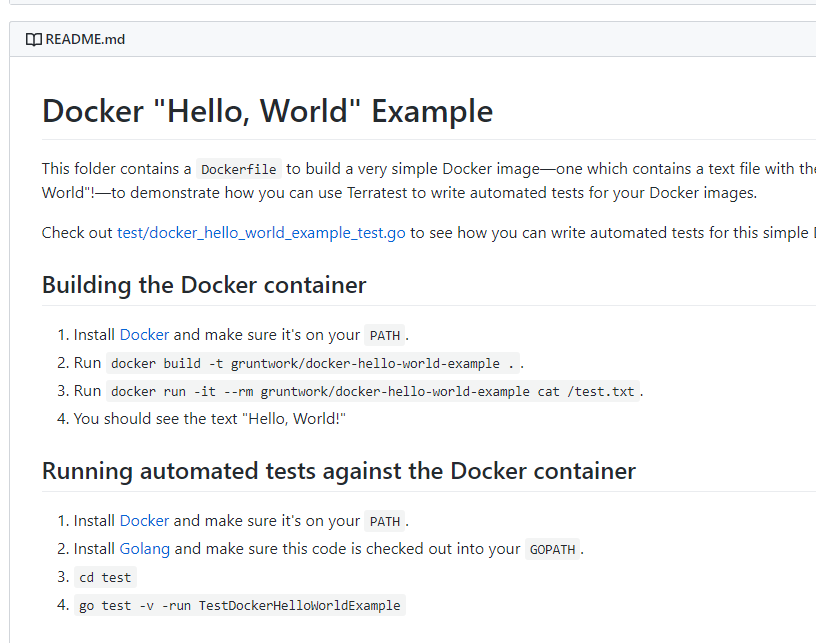 README.md
Docker "Hello, World" Example
This folder contains a Dockerfile to build a very simple Docker image—one which contains a text file with the
World"!—to demonstrate how you can use Terratest to write automated tests for your Docker images.
Check out test/docker_hello_world_example_test.go to see how you can write automated tests for this simple
Building the Docker container
1. Install Docker and make sure it's on your PATH .
2. Run docker build -t gruntwork/docker-hello-world-example . .
3. Run docker run -it --rm gruntwork/docker-hello-world-example cat /test.txt .
4. You should see the text "Hello, World!"
Running automated tests against the Docker container
1. Install Docker and make sure it's on your PATH .
2. Install Golang and make sure this code is checked out into your GOPATH .
3. cd test
4. go test -v -run TestDockerHelloWorldExample